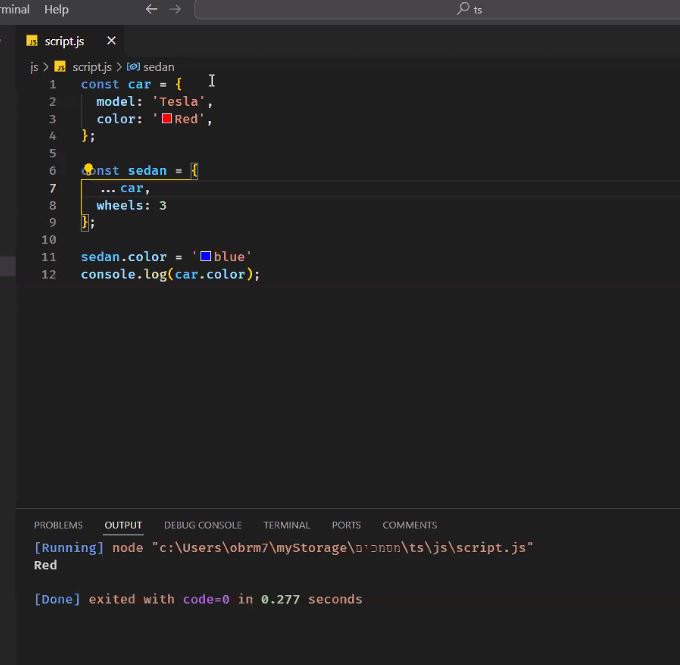 rminal Help ts
script.js
js > script.js > sedan
1 const car = {
2 model: 'Tesla',
3 color: 'Red',
4 };
5
6 const sedan = {
7 ...car,
8 wheels: 3
9 };
10
11 sedan.color = 'blue'
12 console.log(car.color);
PROBLEMS OUTPUT DEBUG CONSOLE TERMINAL PORTS COMMENTS
[Running] node "c:\Users\obrm7\myStorage\מסמכים\ts\js\script.js"
Red
[Done] exited with code=0 in 0.277 seconds